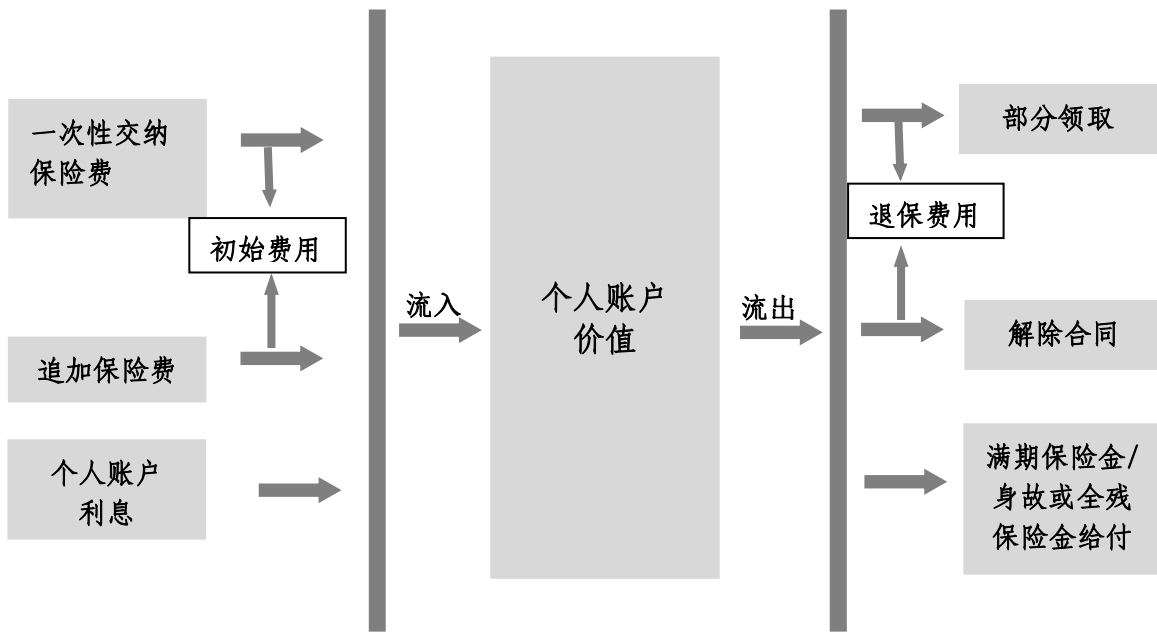 一次性交纳
保险费
初始费用
追加保险费
个人账户
利息
流入
个人账户
价值
流出
部分领取
退保费用
解除合同
满期保险金/
身故或全残
保险金给付